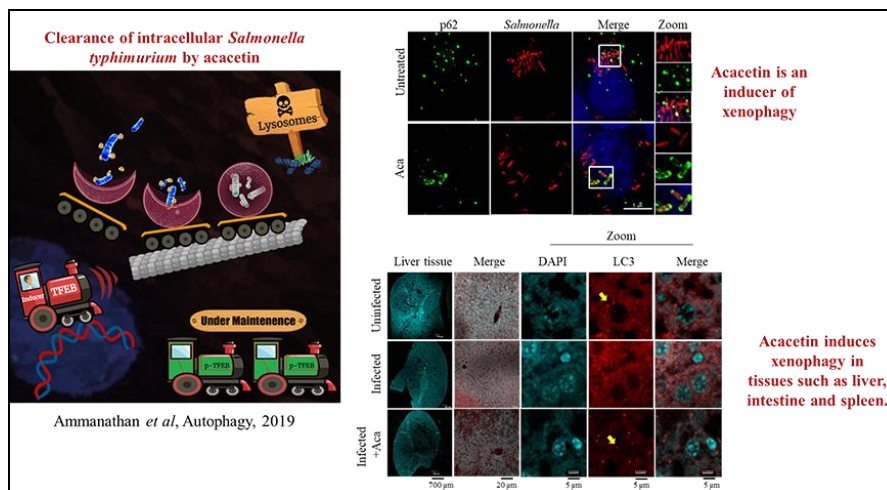 Clearance of intracellular Salmonella
typhimurium by acacetin
Lysosomes
Inducer
TFEB
Under Maintenence
p-TFEB
p-TFEB
Ammanathan et al, Autophagy, 2019
p62
Salmonella
Merge
Zoom
Untreated
Aca
Acacetin is an
inducer of
xenophagy
Zoom
Liver tissue
Merge
DAPI
LC3
Merge
Uninfected
Infected
Infected
+Aca
700 µm
20 µm
5 µm
5 µm
5 µm
Acacetin induces
xenophagy in
tissues such as liver,
intestine and spleen.